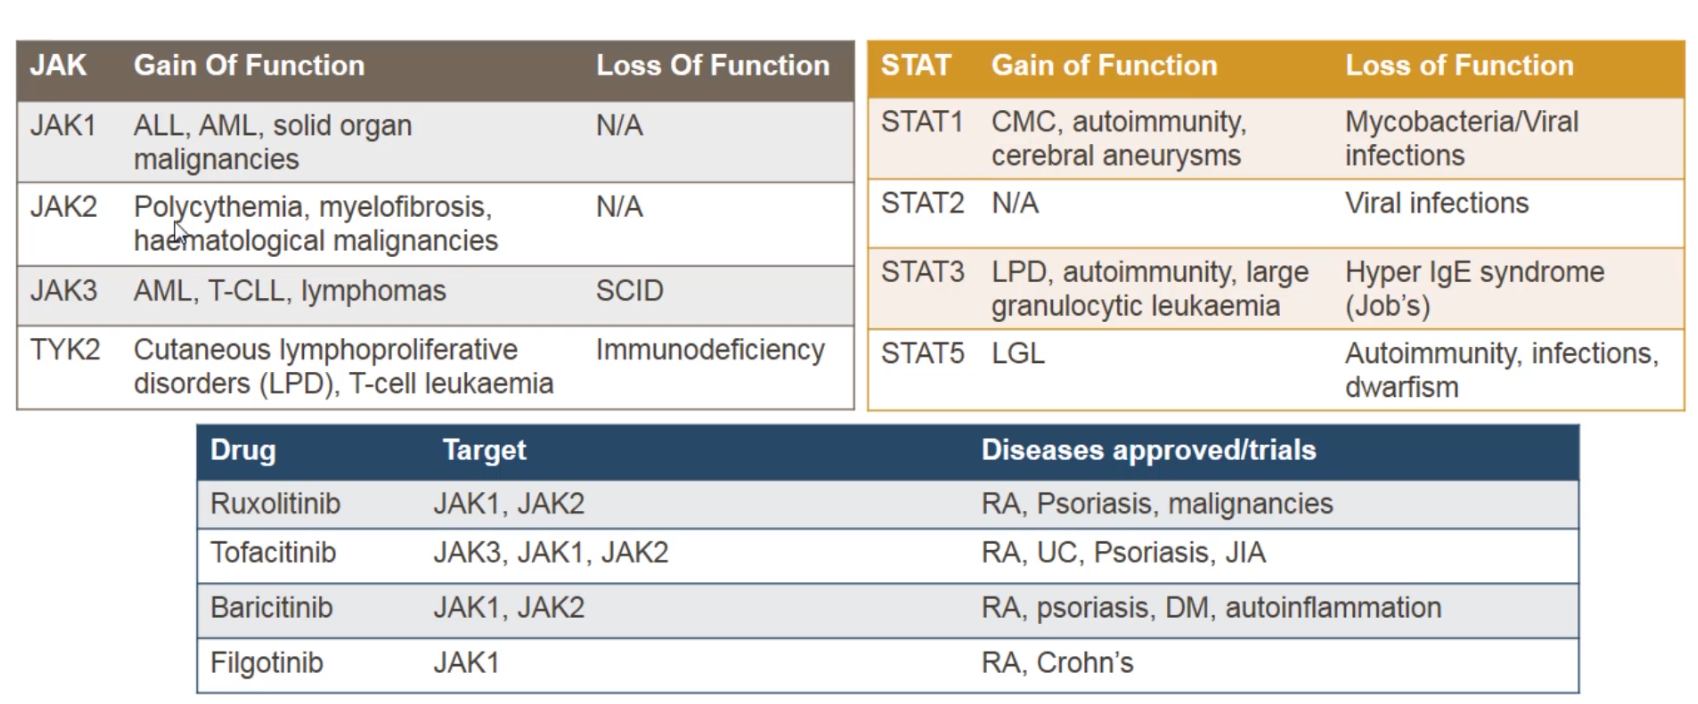 JAK Gain Of Function Loss Of Function
JAK1 ALL, AML, solid organ N/A
malignancies
JAK2 Polycythemia, myelofibrosis, N/A
haematological malignancies
JAK3 AML, T-CLL, lymphomas SCID
TYK2 Cutaneous lymphoproliferative Immunodeficiency
disorders (LPD), T-cell leukaemia
STAT Gain of Function Loss of Function
STAT1 CMC, autoimmunity, Mycobacteria/Viral
cerebral aneurysms infections
STAT2 N/A Viral infections
STAT3 LPD, autoimmunity, large Hyper IgE syndrome
granulocytic leukaemia (Job’s)
STAT5 LGL Autoimmunity, infections,
dwarfism
Drug Target Diseases approved/trials
Ruxolitinib JAK1, JAK2 RA, Psoriasis, malignancies
Tofacitinib JAK3, JAK1, JAK2 RA, UC, Psoriasis, JIA
Baricitinib JAK1, JAK2 RA, psoriasis, DM, autoinflammation
Filgotinib JAK1 RA, Crohn’s